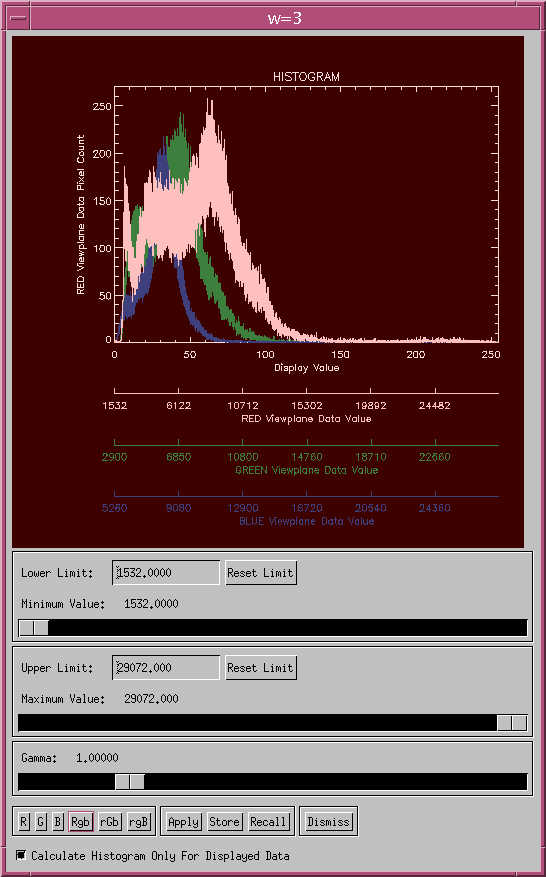 w=3
HISTOGRAM
RED Viewplane Data Pixel Count
250
200
150
100
50
0
0 50 100 150 200 250
Display Value
1532 6122 10712 15302 19892 24482
RED Viewplane Data Value
2900 6850 10800 14760 18710 22660
GREEN Viewplane Data Value
5260 9080 12900 16720 20540 24360
BLUE Viewplane Data Value
Lower Limit: 1532.0000 Reset Limit
Minimum Value: 1532.0000
Upper Limit: 29072.000 Reset Limit
Maximum Value: 29072.000
Gamma: 1.00000
R G B Rgb rGb rgB Apply Store Recall Dismiss
Calculate Histogram Only For Displayed Data